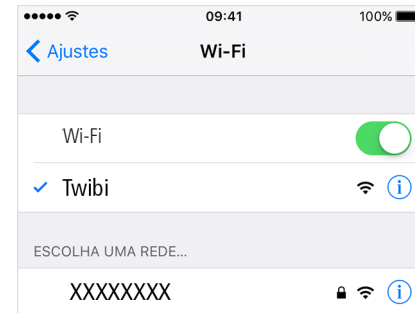 09:41 100%
Ajustes Wi-Fi
Wi-Fi
Twibi
ESCOLHA UMA REDE...
XXXXXXXX